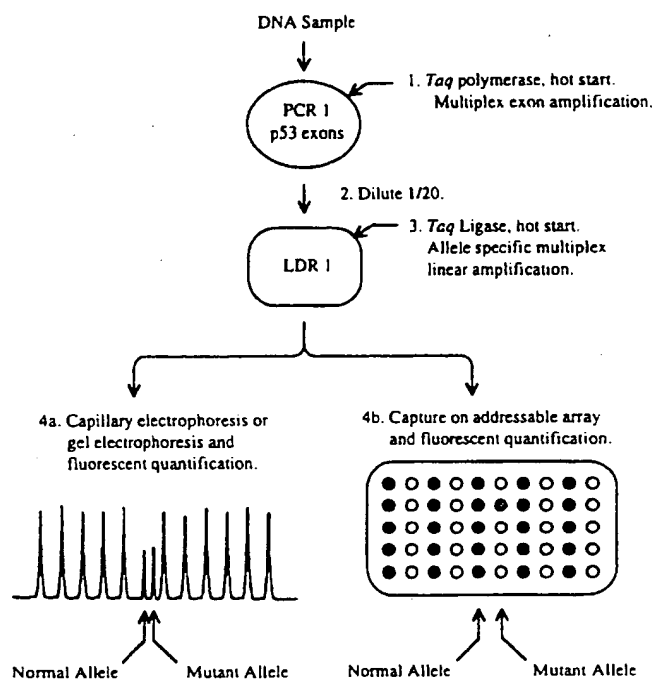 DNA Sample
PCR 1
p53 exons
1. Taq polymerase, hot start.
Multiplex exon amplification.
2. Dilute 1/20.
LDR 1
3. Taq Ligase, hot start.
Allele specific multiplex
linear amplification.
4a. Capillary electrophoresis or
gel electrophoresis and
fluorescent quantification.
4b. Capture on addressable array
and fluorescent quantification.
Normal Allele
Mutant Allele
Normal Allele
Mutant Allele